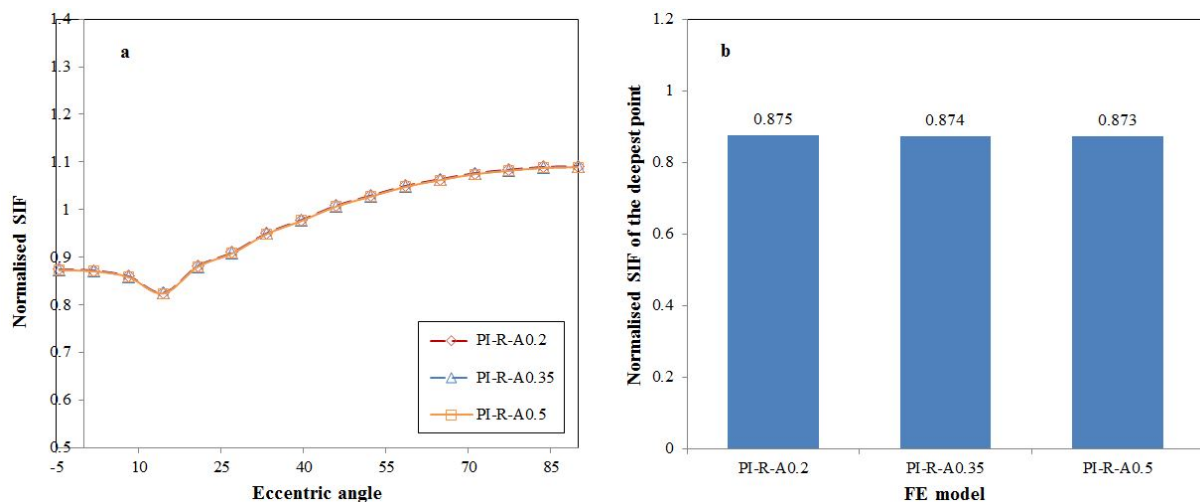 a
Normalised SIF
1.4
1.3
1.2
1.1
1
0.9
0.8
0.7
0.6
0.5
-5
10
25
40
55
70
85
Eccentric angle
PI-R-A0.2
PI-R-A0.35
PI-R-A0.5
b
Normalised SIF of the deepest point
1.2
1
0.8
0.6
0.4
0.2
0
0.875
0.874
0.873
PI-R-A0.2
PI-R-A0.35
PI-R-A0.5
FE model